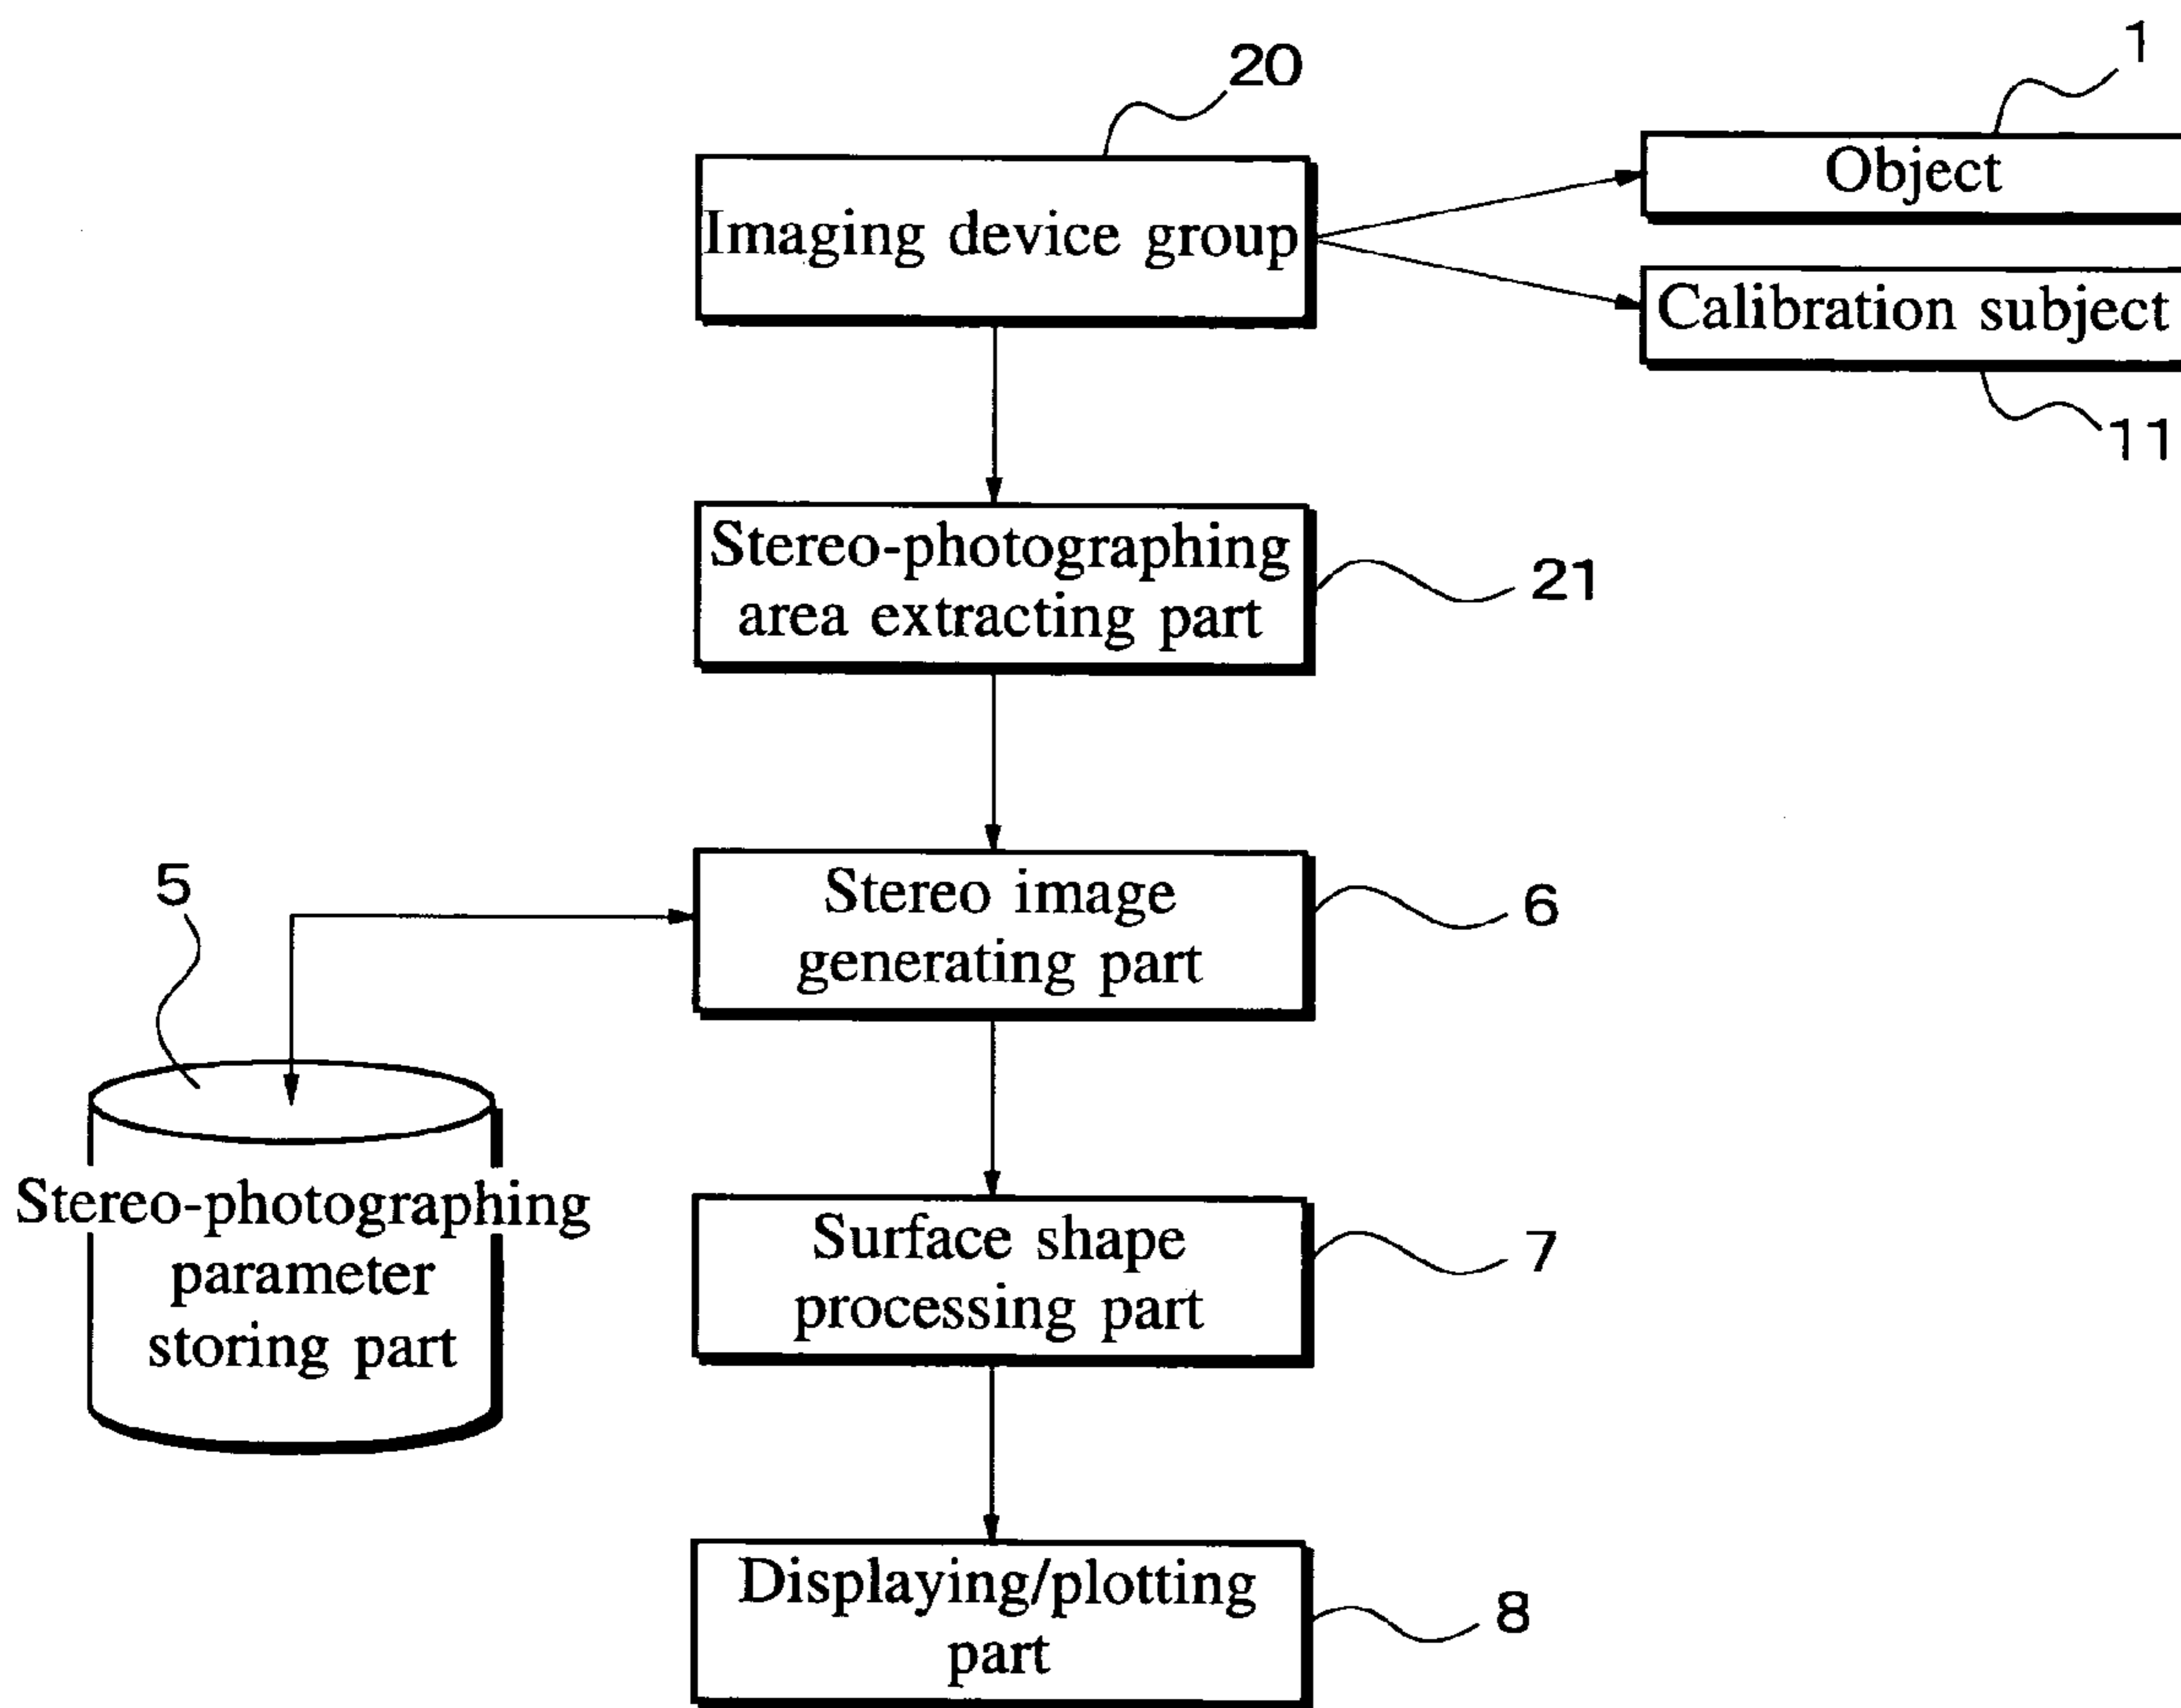 1
20
Object
Imaging device group
Calibration subject
11
Stereo-photographing
area extracting part
21
5
Stereo image
generating part
6
Stereo-photographing
parameter
storing part
Surface shape
processing part
7
Displaying/plotting
part
8